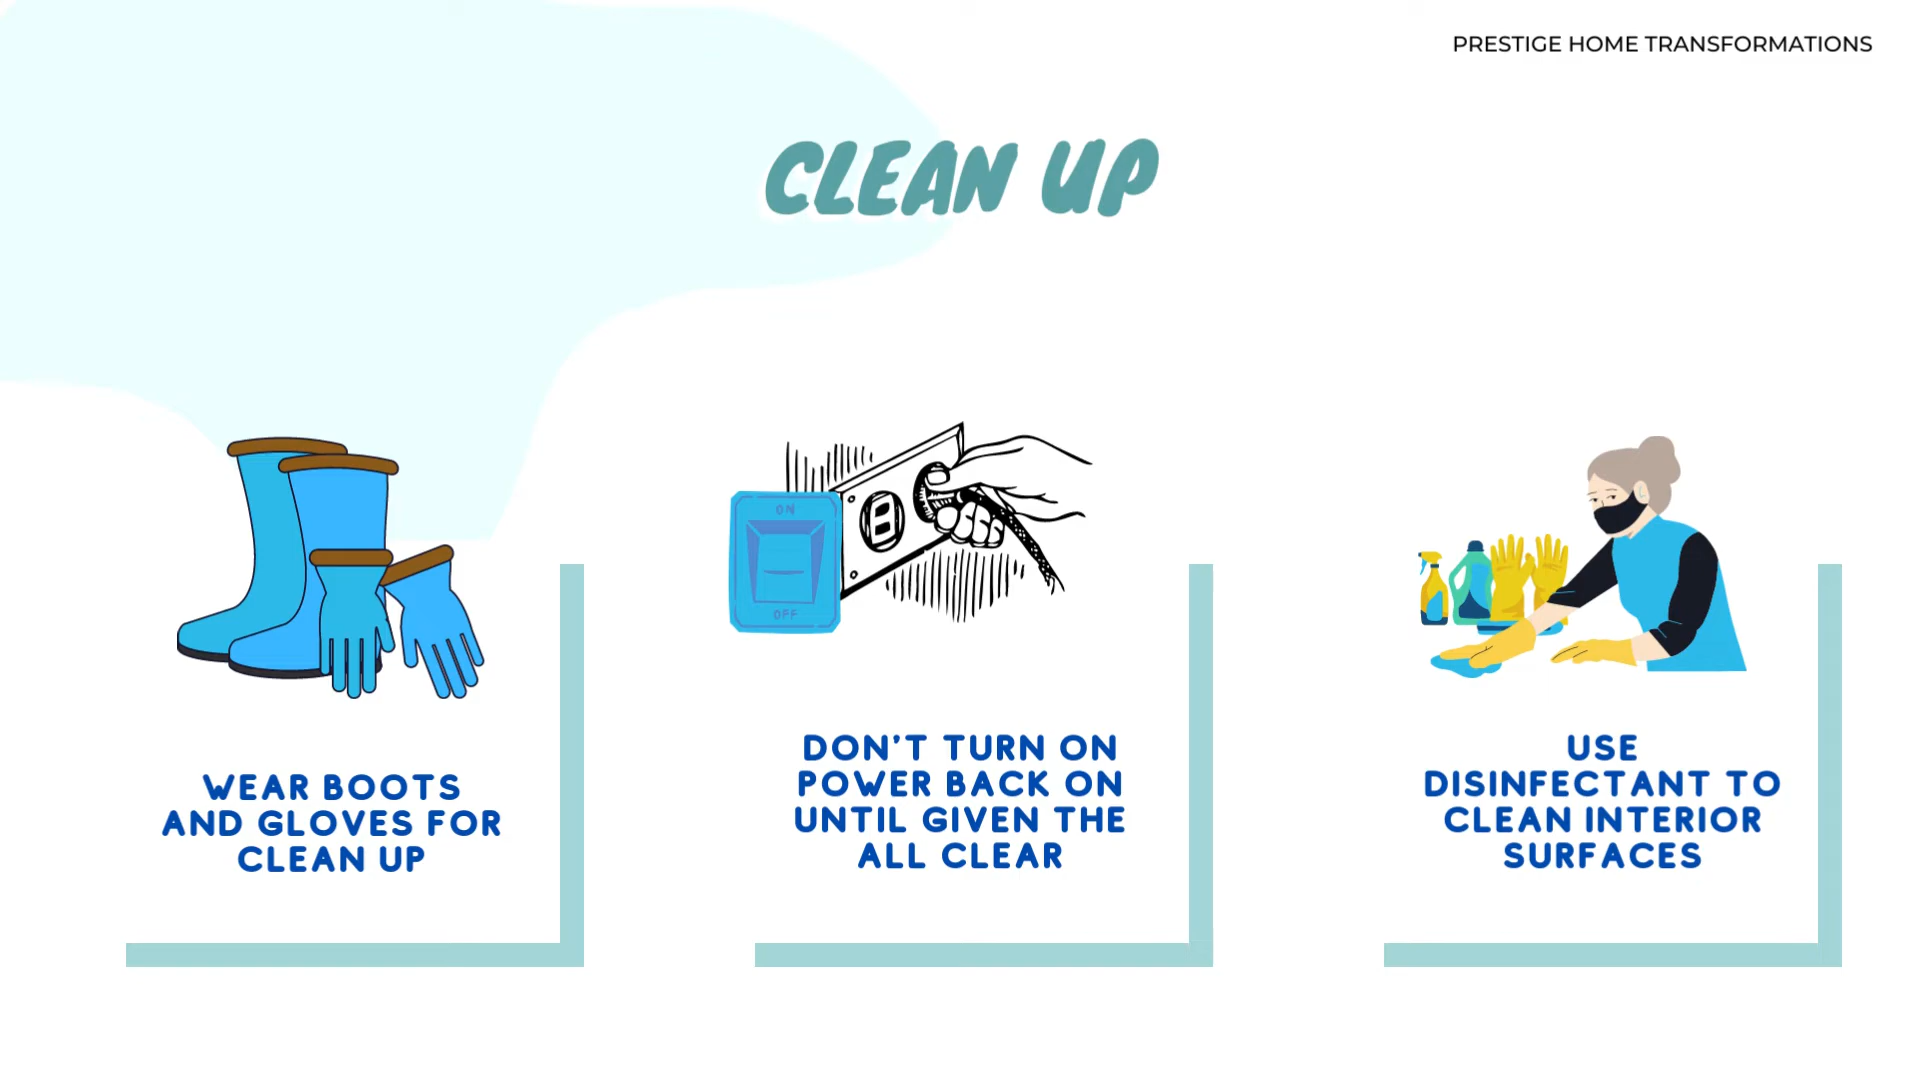 PRESTIGE HOME TRANSFORMATIONS
CLEAN UP
ON
OFF
WEAR BOOTS
AND GLOVES FOR
CLEAN UP
DON'T TURN ON
POWER BACK ON
UNTIL GIVEN THE
ALL CLEAR
USE
DISINFECTANT TO
CLEAN INTERIOR
SURFACES